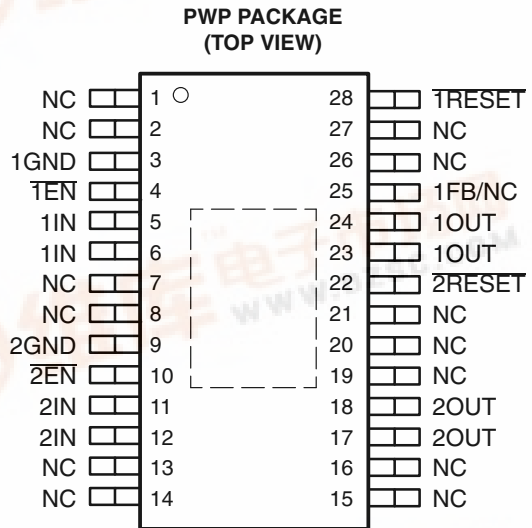 PWP PACKAGE
(TOP VIEW)
NC 1 28 1RESET
NC 2 27 NC
1GND 3 26 NC
1EN 4 25 1FB/NC
1IN 5 24 1OUT
1IN 6 23 1OUT
NC 7 22 2RESET
NC 8 21 NC
2GND 9 20 NC
2EN 10 19 NC
2IN 11 18 2OUT
2IN 12 17 2OUT
NC 13 16 NC
NC 14 15 NC